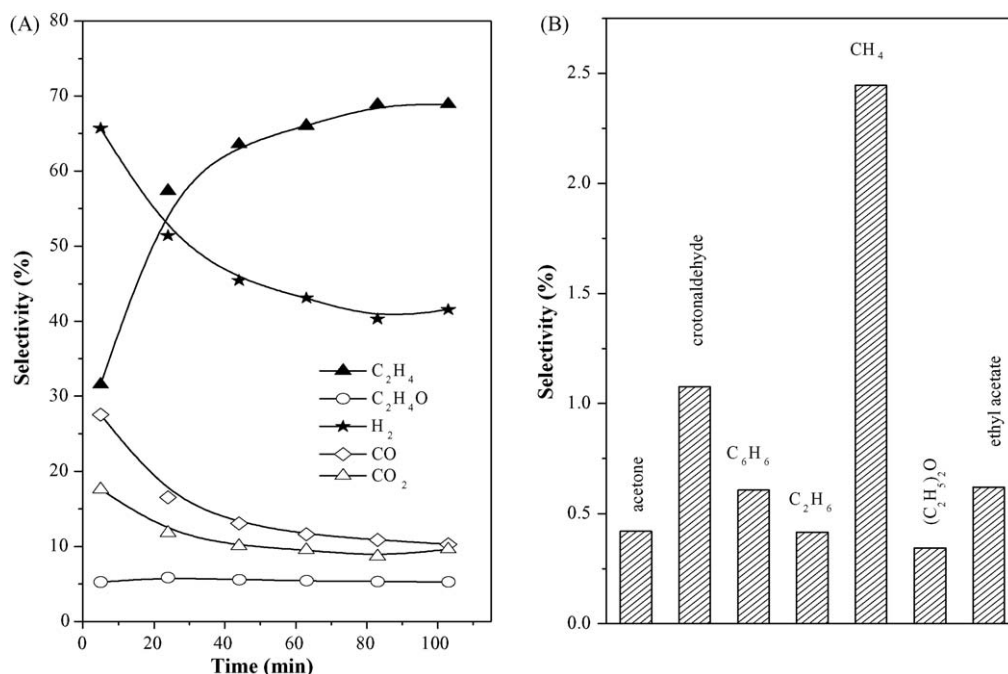 (A)
80
70
60
50
40
30
20
10
0
Selectivity (%)
0 20 40 60 80 100
Time (min)
C₂H₄
C₂H₄O
H₂
CO
CO₂
(B)
2.5
2.0
1.5
1.0
0.5
0.0
Selectivity (%)
acetone
crotonaldehyde
C₆H₆
C₂H₆
CH₄
(C₂H₅)₂O
ethyl acetate